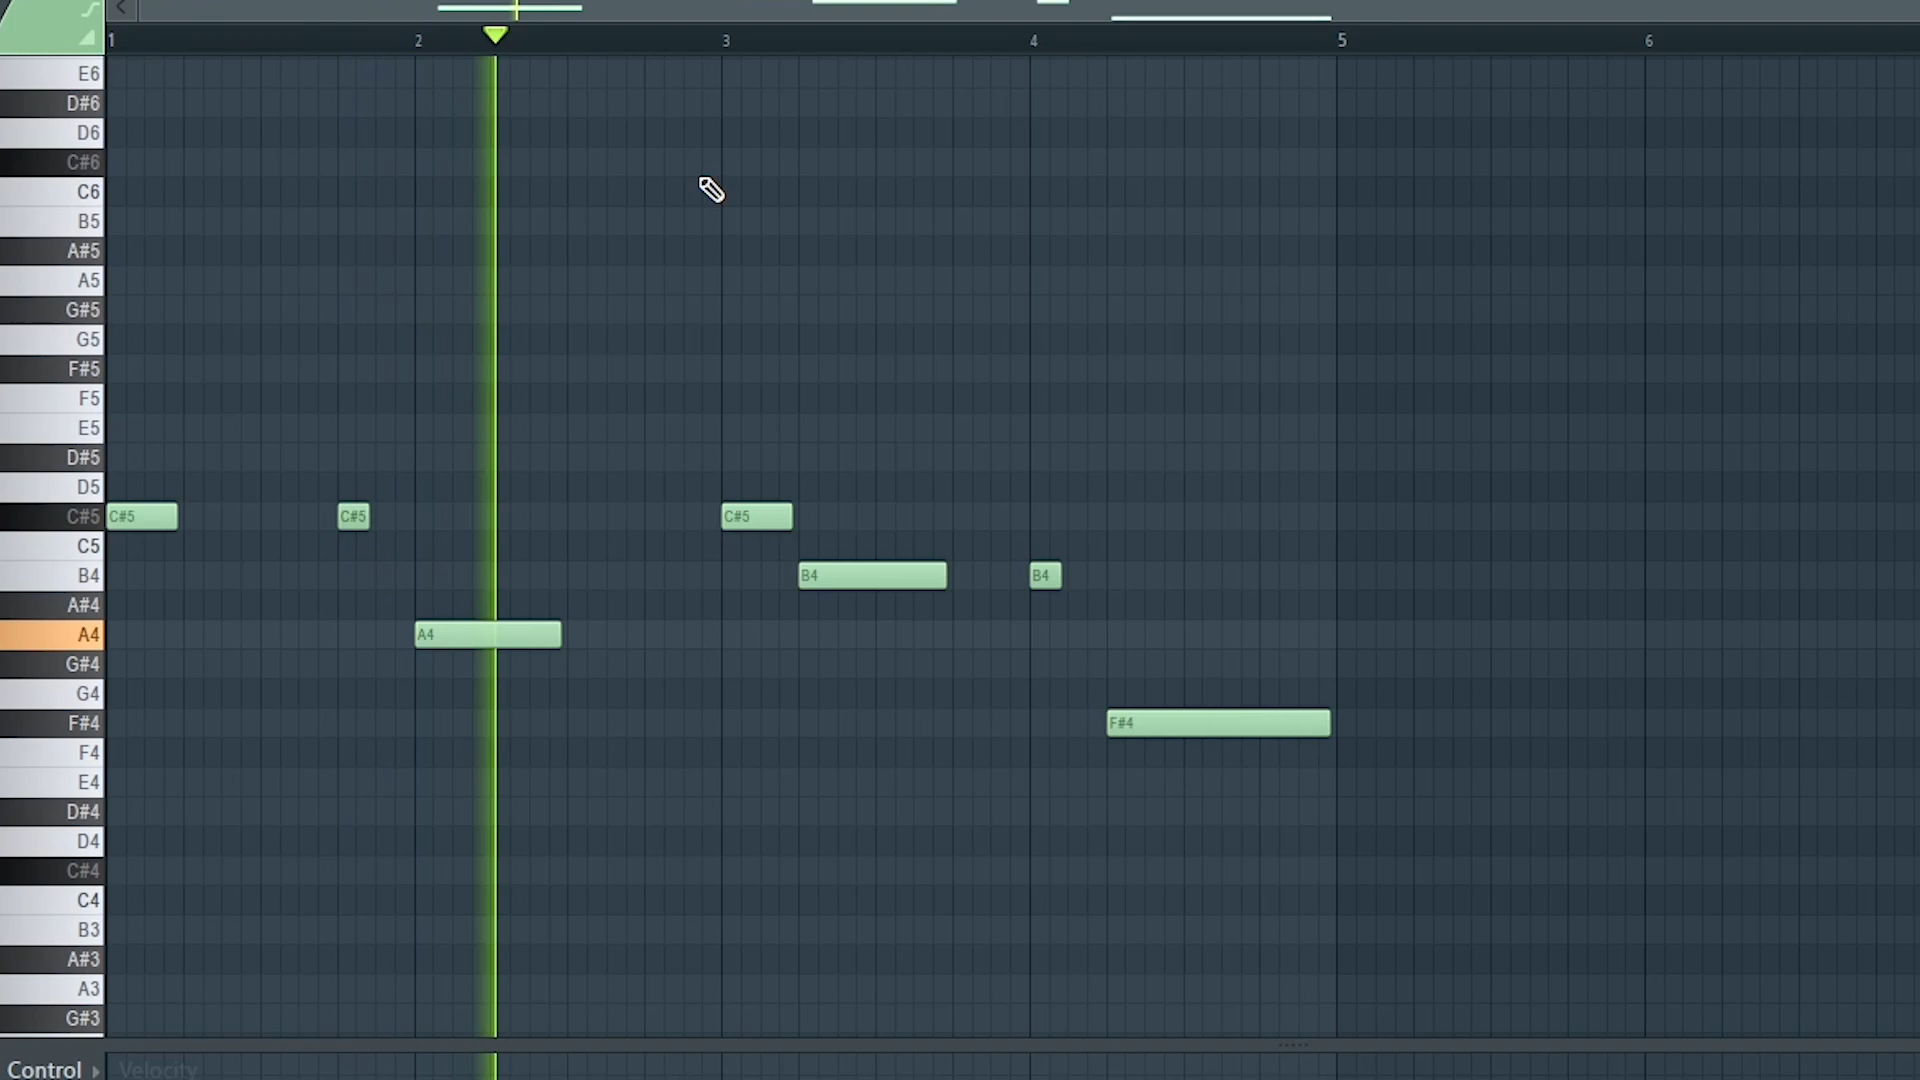 1 2 3 4 5 6
E6
D#6
D6
C#6
C6
B5
A#5
A5
G#5
G5
F#5
F5
E5
D#5
D5
C#5 C#5 C#5 C#5
C5
B4 B4 B4
A#4
A4 A4
G#4
G4
F#4 F#4
F4
E4
D#4
D4
C#4
C4
B3
A#3
A3
G#3
Control Velocity